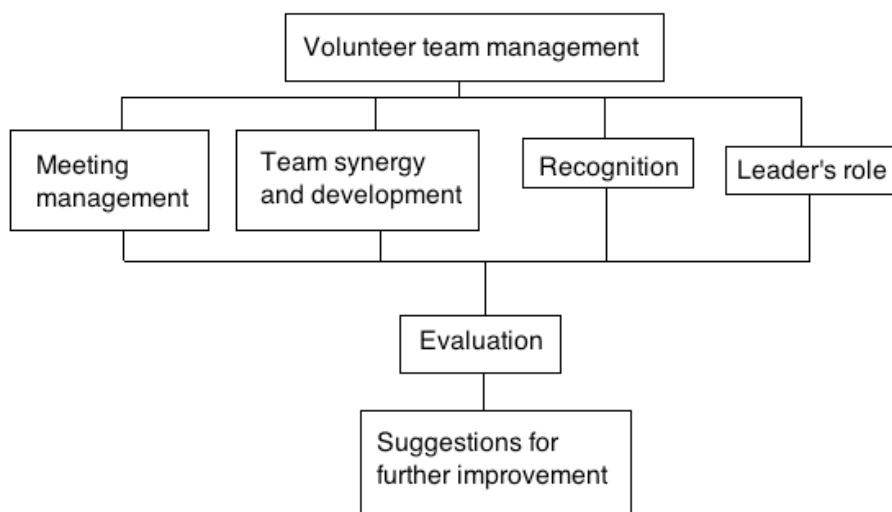 Volunteer team management
Meeting
management
Team synergy
and development
Recognition
Leader's role
Evaluation
Suggestions for
further improvement